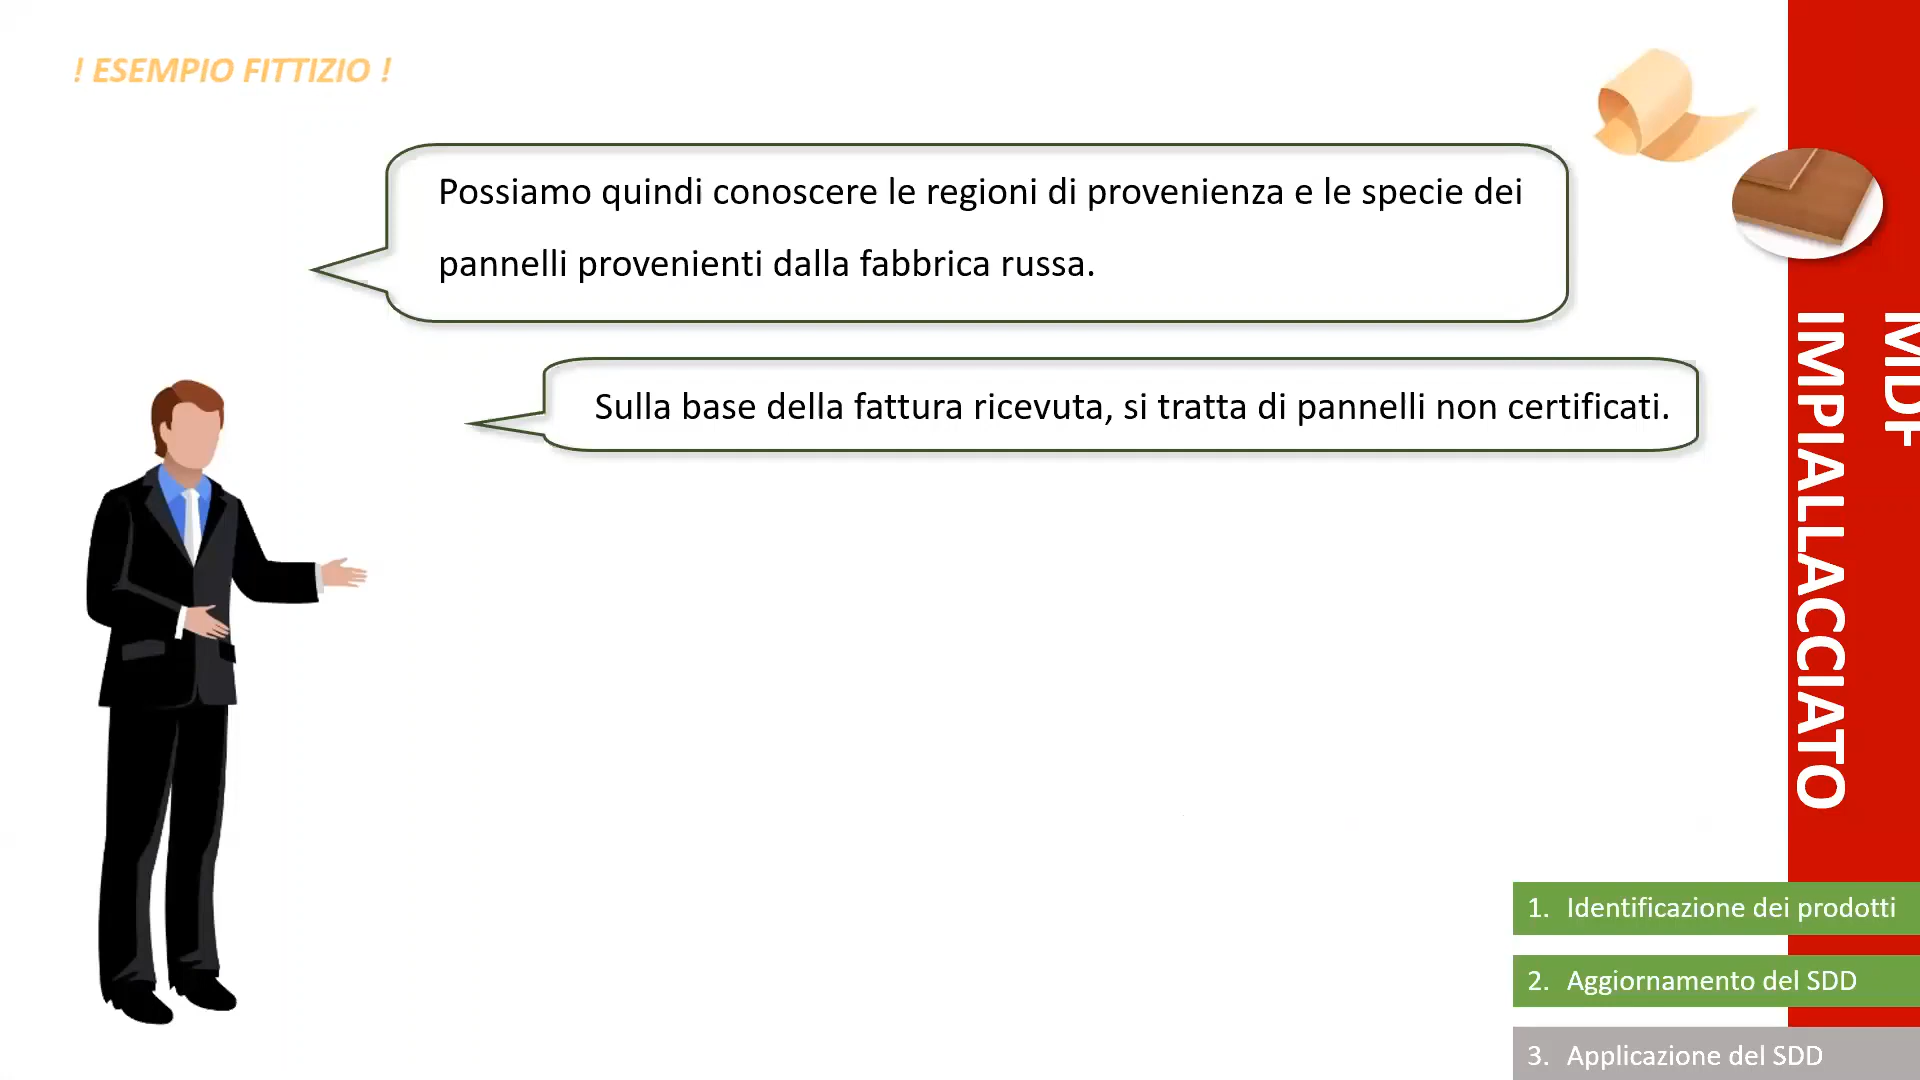 ! ESEMPIO FITTIZIO !
Possiamo quindi conoscere le regioni di provenienza e le specie dei
pannelli provenienti dalla fabbrica russa.
Sulla base della fattura ricevuta, si tratta di pannelli non certificati.
MDF
IMPIALLACCIATO
1. Identificazione dei prodotti
2. Aggiornamento del SDD
3. Applicazione del SDD